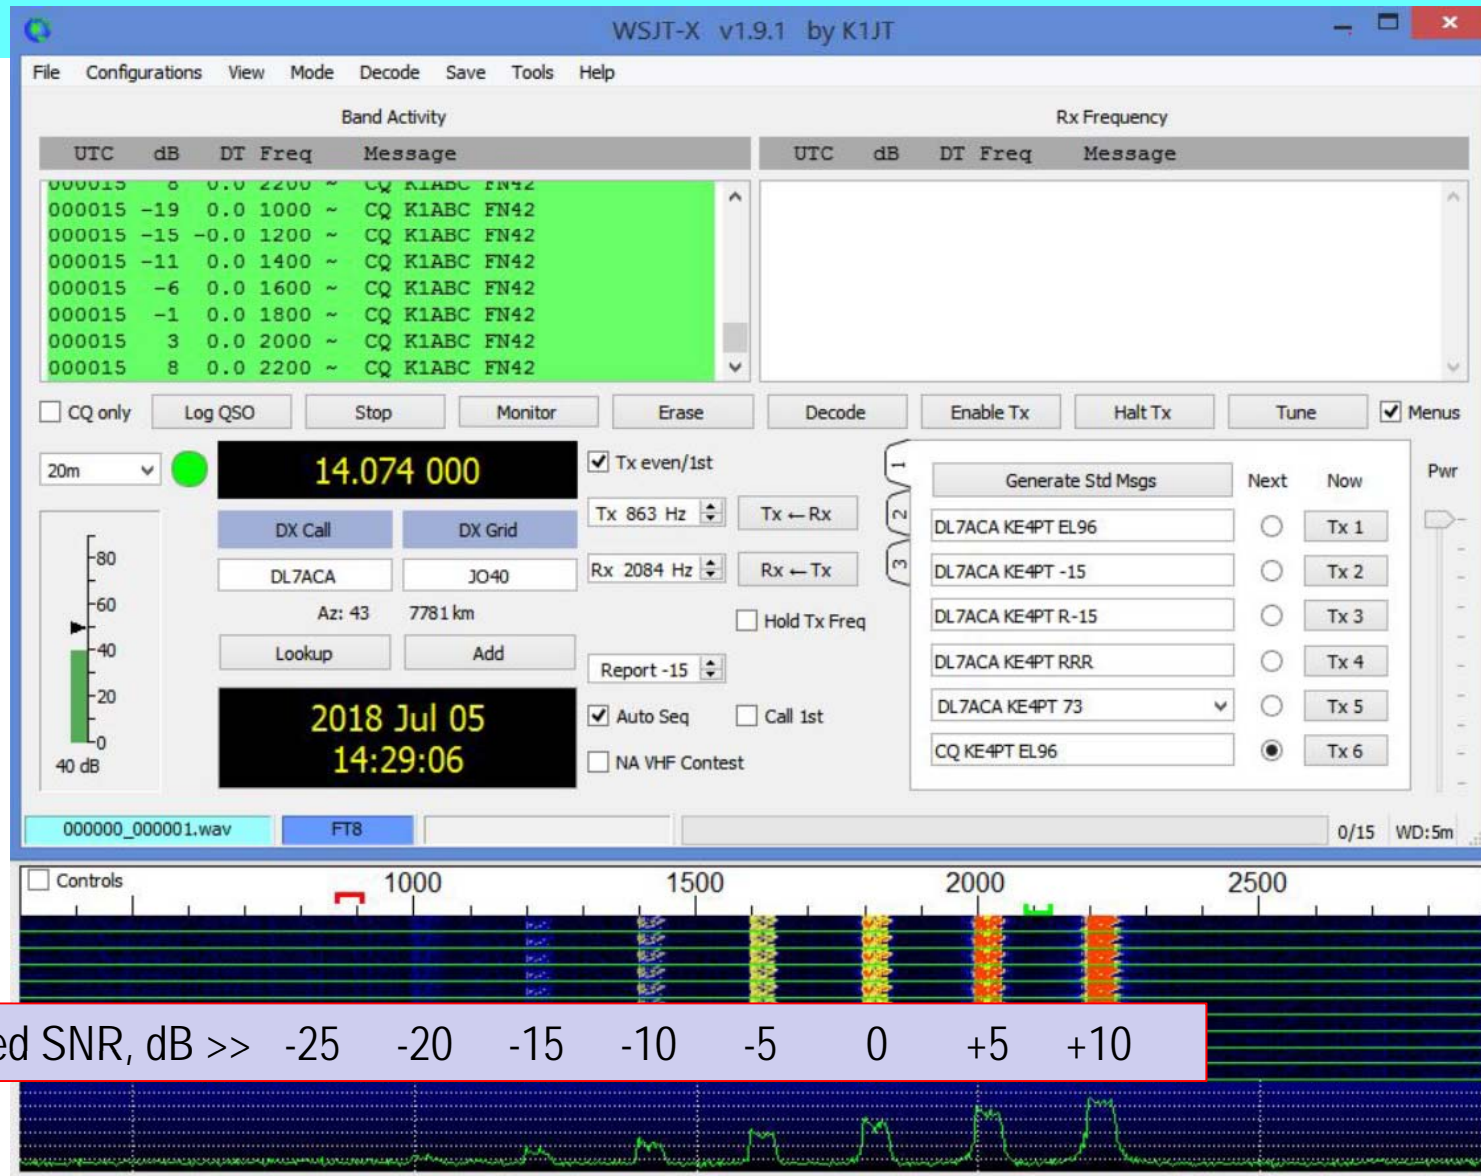 WSJT-X v1.9.1 by K1JT
File Configurations View Mode Decode Save Tools Help
Band Activity
UTC dB DT Freq Message
000015 8 0.0 2200 ~ CQ K1ABC FN42
000015 -19 0.0 1000 ~ CQ K1ABC FN42
000015 -15 -0.0 1200 ~ CQ K1ABC FN42
000015 -11 0.0 1400 ~ CQ K1ABC FN42
000015 -6 0.0 1600 ~ CQ K1ABC FN42
000015 -1 0.0 1800 ~ CQ K1ABC FN42
000015 3 0.0 2000 ~ CQ K1ABC FN42
000015 8 0.0 2200 ~ CQ K1ABC FN42
Rx Frequency
UTC dB DT Freq Message
CQ only Log QSO Stop Monitor Erase Decode Enable Tx Halt Tx Tune Menus
20m
14.074 000
DX Call DX Grid
DL7ACA JO40
Az: 43 7781 km
Lookup Add
2018 Jul 05
14:29:06
80
60
40
20
0
40 dB
Tx even/1st
Tx 863 Hz Tx ← Rx
Rx 2084 Hz Rx ← Tx
Hold Tx Freq
Report -15
Auto Seq Call 1st
NA VHF Contest
1
2
3
Generate Std Msgs Next Now
DL7ACA KE4PT EL96 Tx 1
DL7ACA KE4PT -15 Tx 2
DL7ACA KE4PT R-15 Tx 3
DL7ACA KE4PT RRR Tx 4
DL7ACA KE4PT 73 Tx 5
CQ KE4PT EL96 Tx 6
Pwr
000000_000001.wav FT8 0/15 WD:5m
Controls 1000 1500 2000 2500
ed SNR, dB >> -25 -20 -15 -10 -5 0 +5 +10